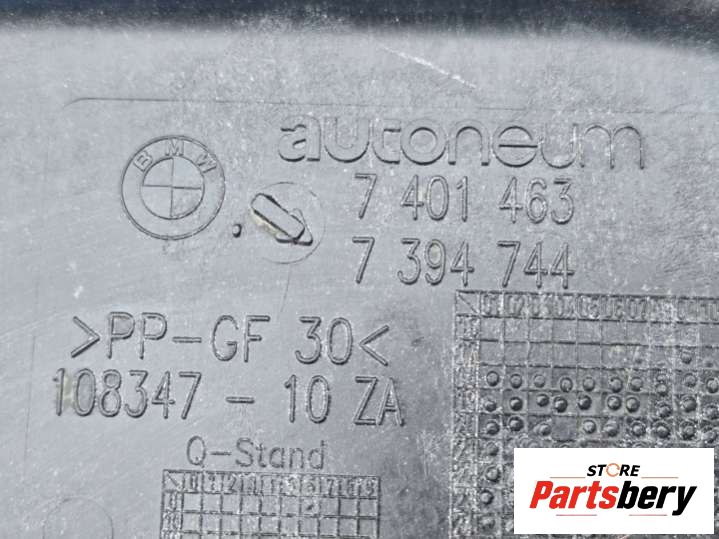 autoneum
BMW
7 401 463
7 394 744
>PP-GF 30<
108347 - 10 ZA
Q-Stand
STORE
Partsbery